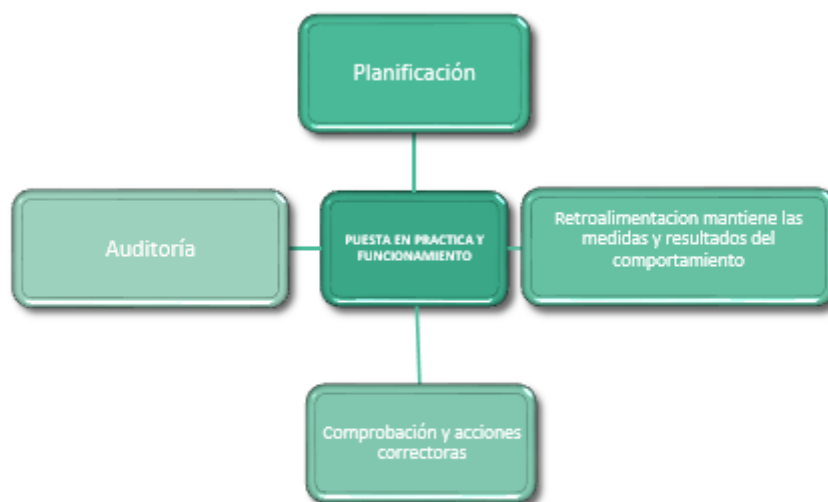 Planificación
Auditoría
PUESTA EN PRACTICA Y
FUNCIONAMIENTO
Retroalimentacion mantiene las
medidas y resultados del
comportamiento
Comprobación y acciones
correctoras